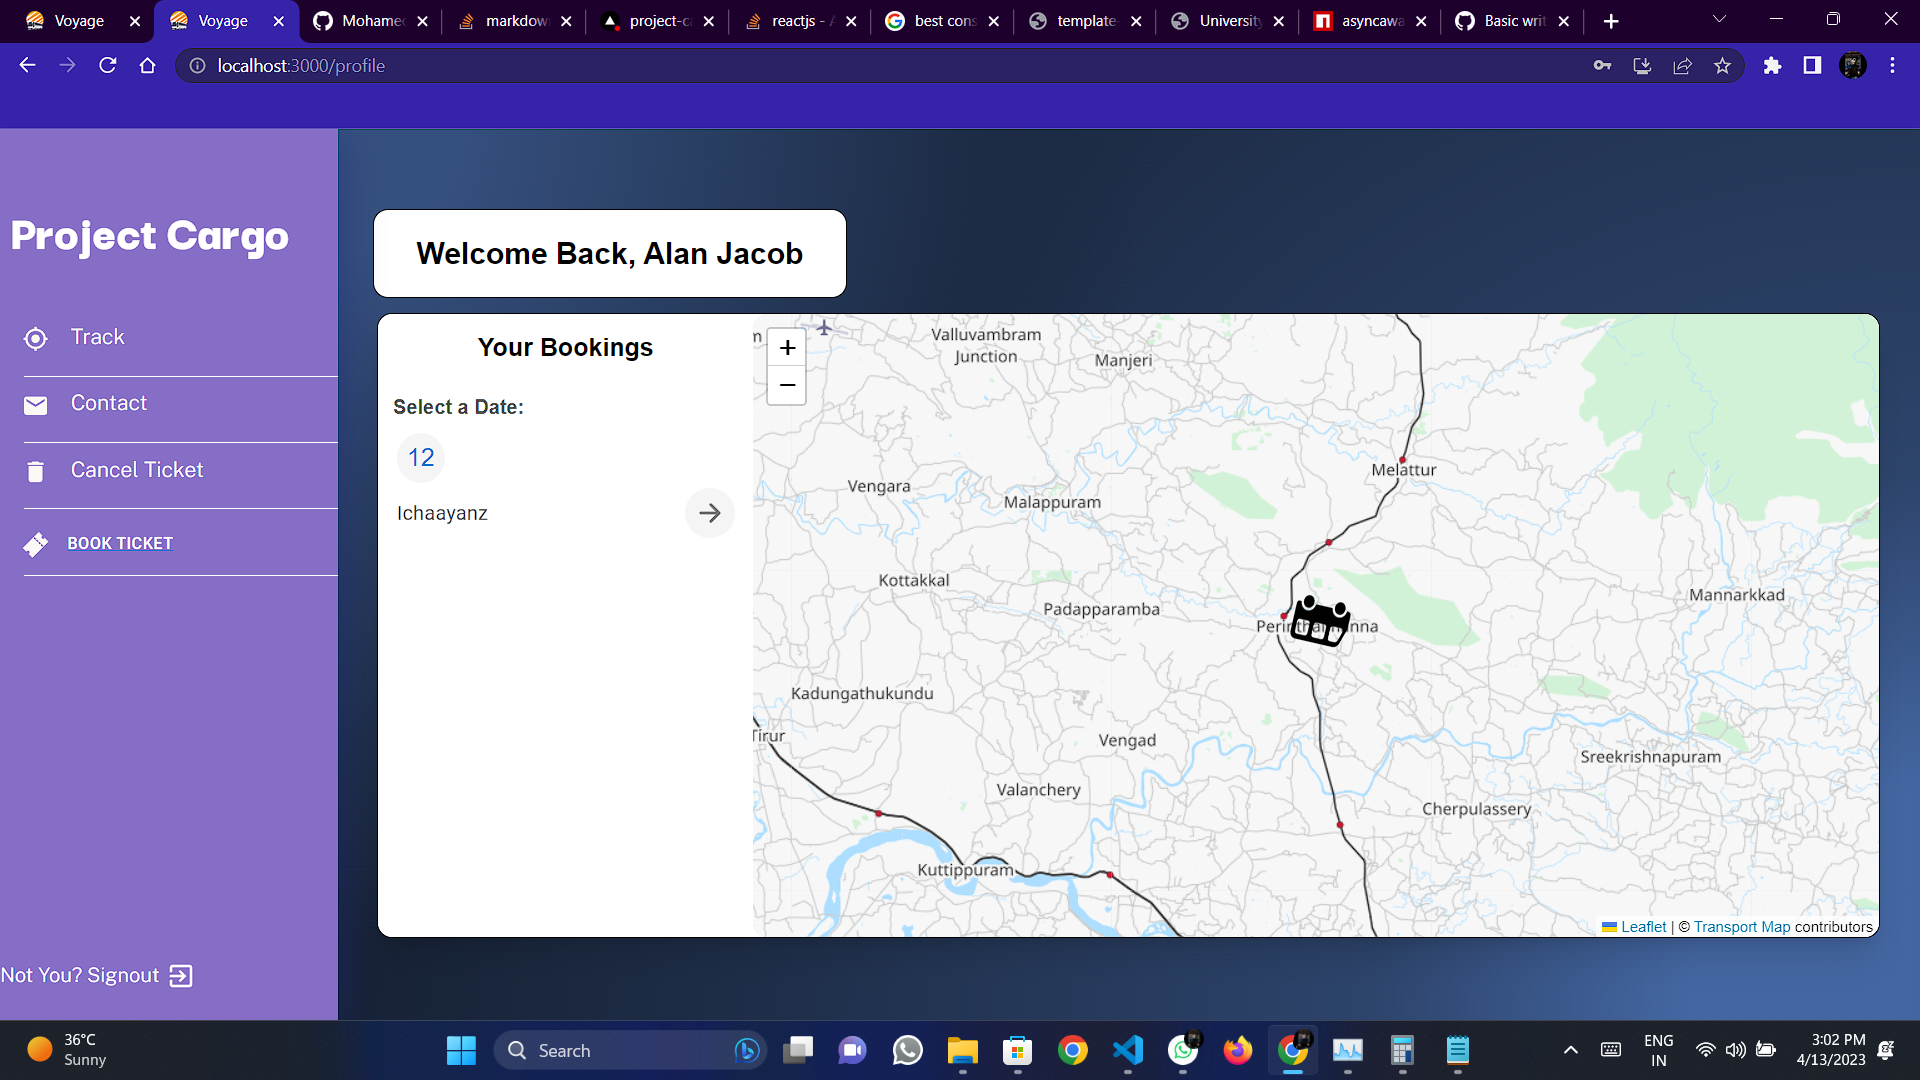 Voyage
Voyage
Mohamed
markdown
project-ca
reactjs - A
best cons
template-
University
asyncawa
Basic writ
localhost:3000/profile
Project Cargo
Track
Contact
Cancel Ticket
BOOK TICKET
Not You? Signout
Welcome Back, Alan Jacob
Your Bookings
Select a Date:
12
Ichaayanz
+
−
Valluvambram
Junction
Manjeri
Melattur
Vengara
Malappuram
Kottakkal
Padapparamba
Mannarkkad
Kadungathukundu
Tirur
Vengad
Sreekrishnapuram
Valanchery
Cherpulassery
Kuttippuram
Leaflet | © Transport Map contributors
36°C
Sunny
Search
ENG
IN
3:02 PM
4/13/2023